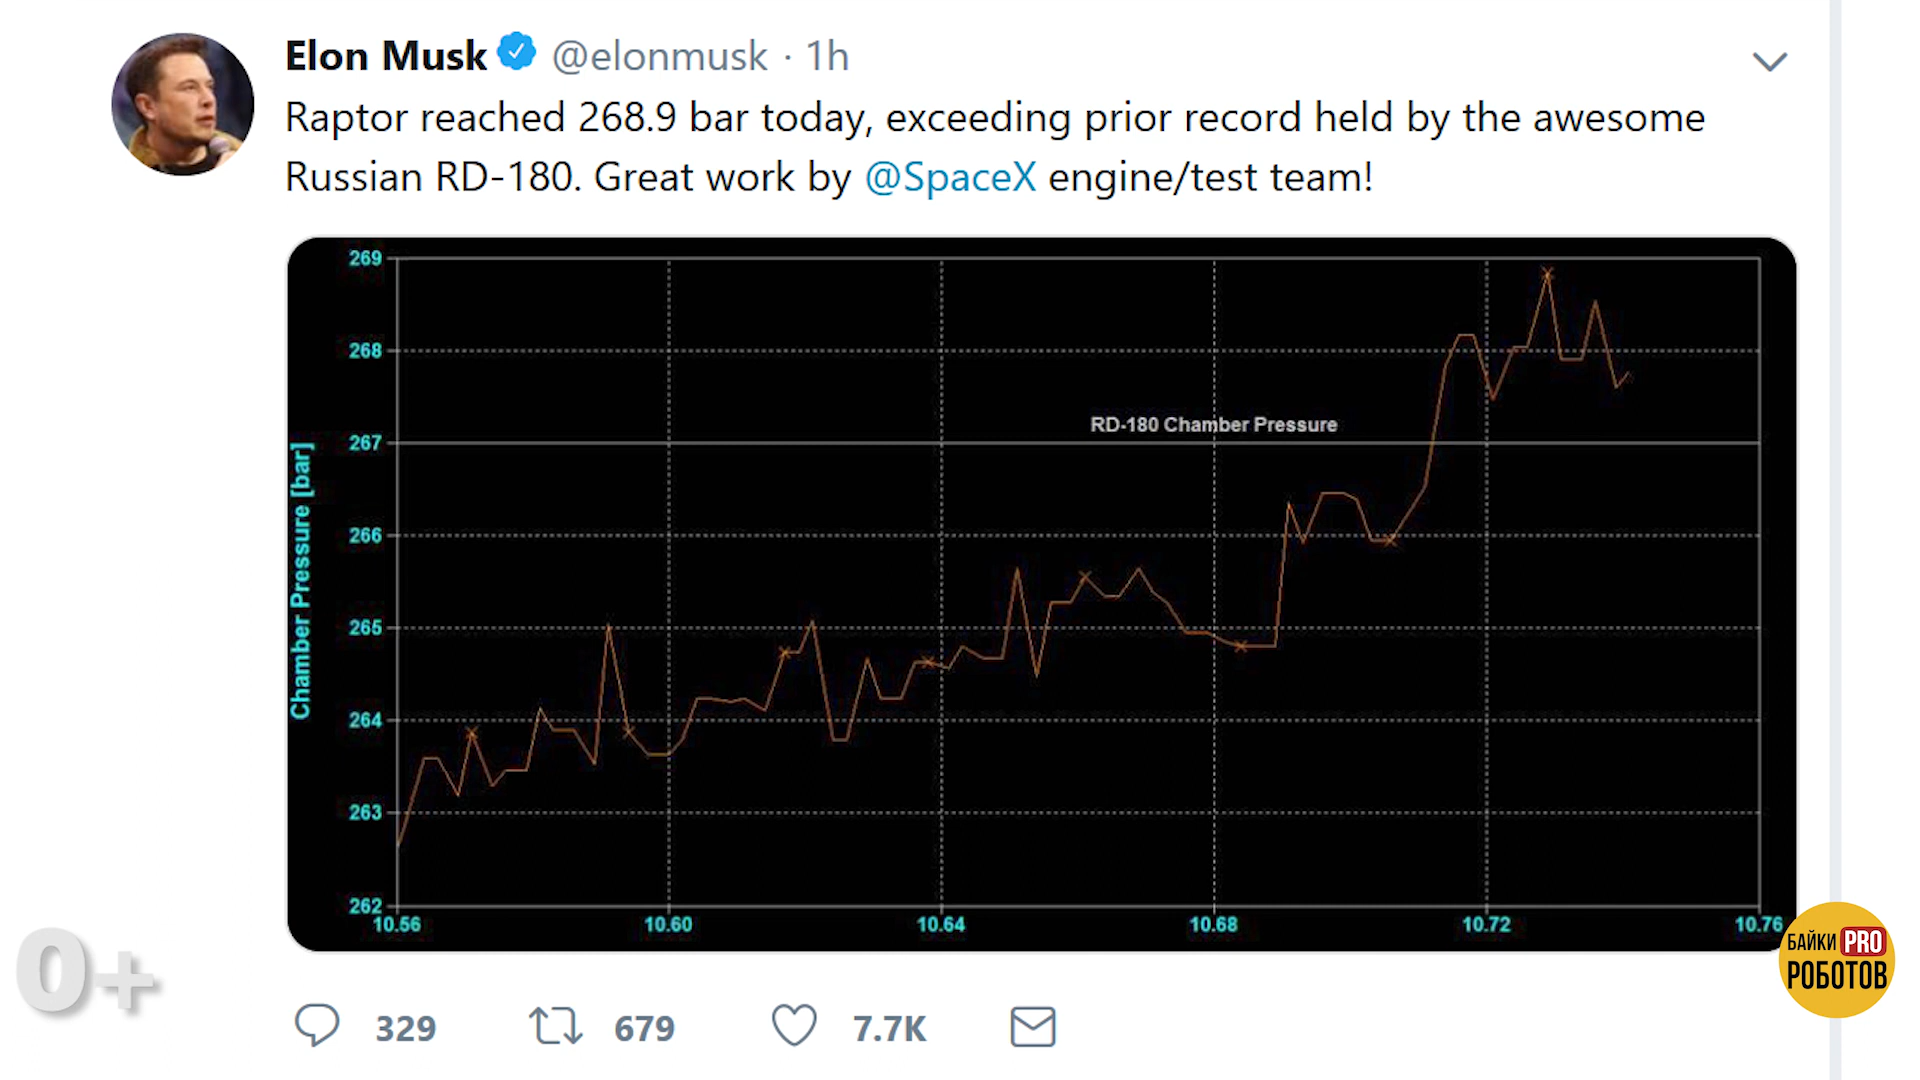 Elon Musk @elonmusk · 1h
Raptor reached 268.9 bar today, exceeding prior record held by the awesome
Russian RD-180. Great work by @SpaceX engine/test team!
269
268
RD-180 Chamber Pressure
267
266
265
264
263
262
Chamber Pressure [bar]
10.56 10.60 10.64 10.68 10.72 10.76
0+
БАЙКИ PRO
РОБОТОВ
329 679 7.7K